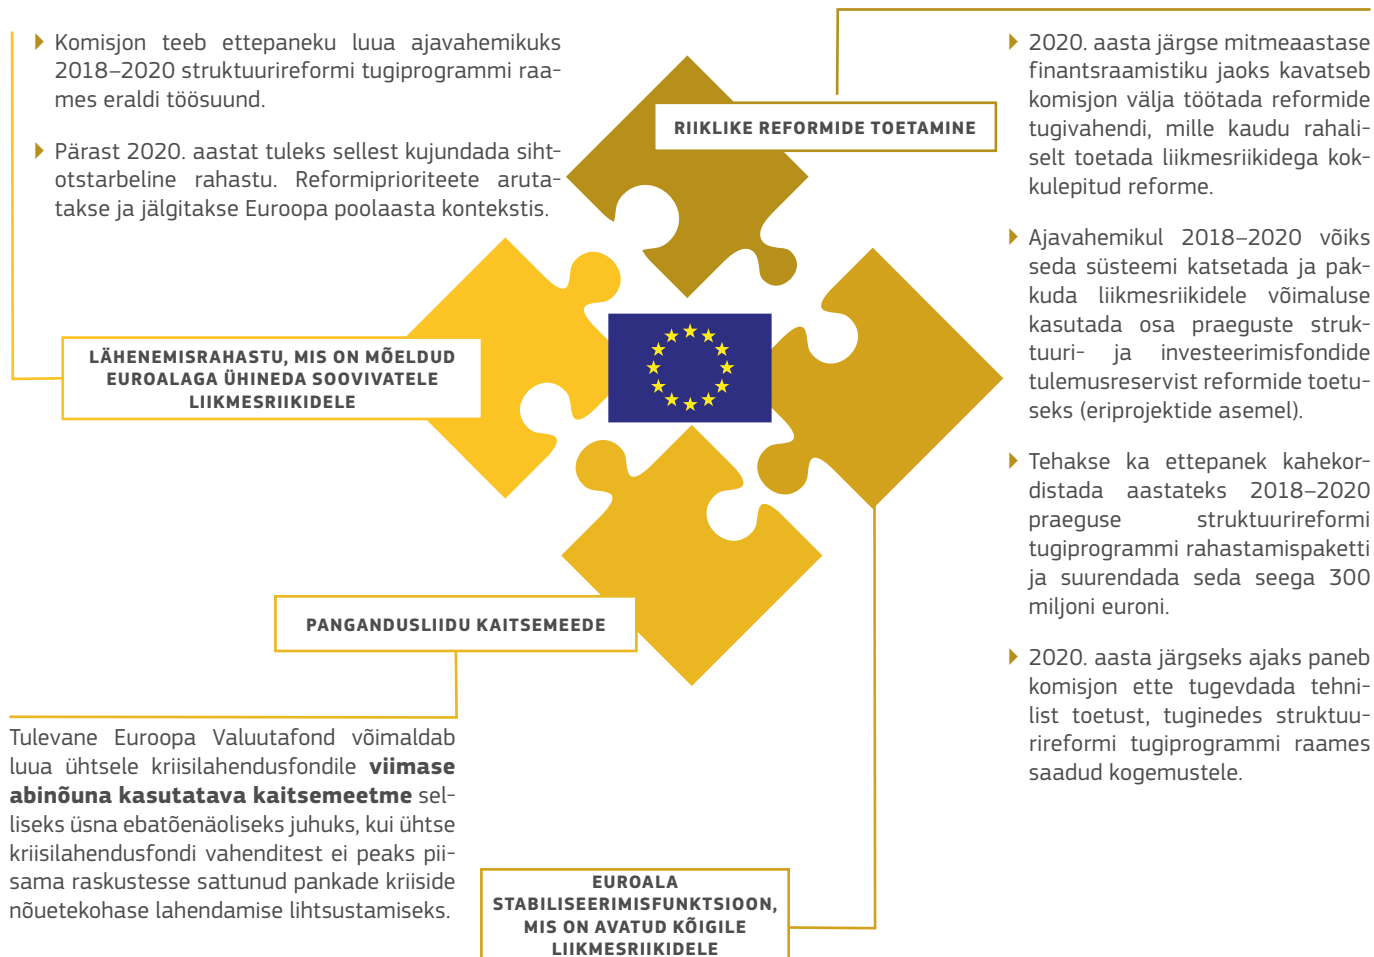 Komisjon teeb ettepaneku luua ajavahemikuks
2018–2020 struktuurireformi tugiprogrammi raa-
mes eraldi töösuund.
Pärast 2020. aastat tuleks sellest kujundada siht-
otstarbeline rahastu. Reformiprioriteete aruta-
takse ja jälgitakse Euroopa poolaasta kontekstis.
LÄHENEMISRAHASTU, MIS ON MÕELDUD
EUROALAGA ÜHINEDA SOOVIVATELE
LIIKMESRIIKIDELE
RIIKLIKE REFORMIDE TOETAMINE
2020. aasta järgse mitmeaastase
finantsraamistiku jaoks kavatseb
komisjon välja töötada reformide
tugivahendi, mille kaudu rahali-
selt toetada liikmesriikidega kok-
kulepitud reforme.
Ajavahemikul 2018–2020 võiks
seda süsteemi katsetada ja pak-
kuda liikmesriikidele võimaluse
kasutada osa praeguste struk-
tuuri- ja investeerimisfondide
tulemusreservist reformide toetu-
seks (eriprojektide asemel).
Tehakse ka ettepanek kahekor-
distada aastateks 2018–2020
praeguse struktuurireformi
tugiprogrammi rahastamispaketti
ja suurendada seda seega 300
miljoni euroni.
2020. aasta järgseks ajaks paneb
komisjon ette tugevdada tehni-
list toetust, tuginedes struktuu-
rireformi tugiprogrammi raames
saadud kogemustele.
PANGANDUSLIIDU KAITSEMEEDE
Tulevane Euroopa Valuutafond võimaldab
luua ühtsele kriisilahendusfondile viimase
abinõuna kasutatava kaitsemeetme sel-
liseks üsna ebatõenäoliseks juhuks, kui ühtse
kriisilahendusfondi vahenditest ei peaks pii-
sama raskustesse sattunud pankade kriiside
nõuetekohase lahendamise lihtsustamiseks.
EUROALA
STABILISEERIMISFUNKTSIOON,
MIS ON AVATUD KÕIGILE
LIIKMESRIIKIDELE